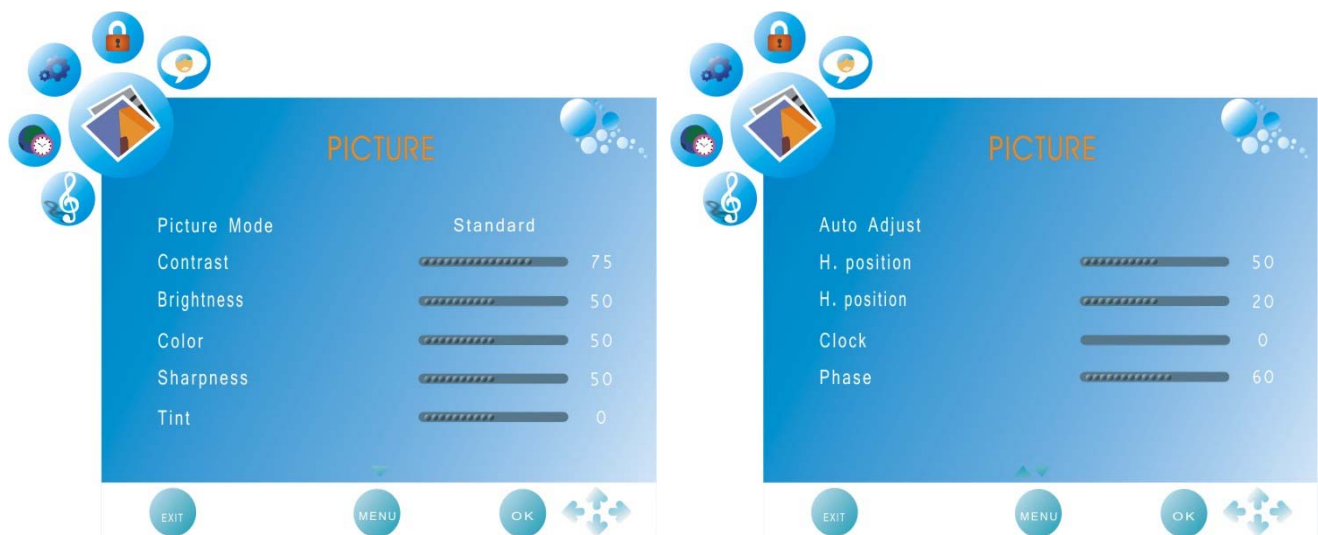 PICTURE
Picture Mode Standard
Contrast 75
Brightness 50
Color 50
Sharpness 50
Tint 0
EXIT MENU OK
PICTURE
Auto Adjust
H. position 50
H. position 20
Clock 0
Phase 60
EXIT MENU OK